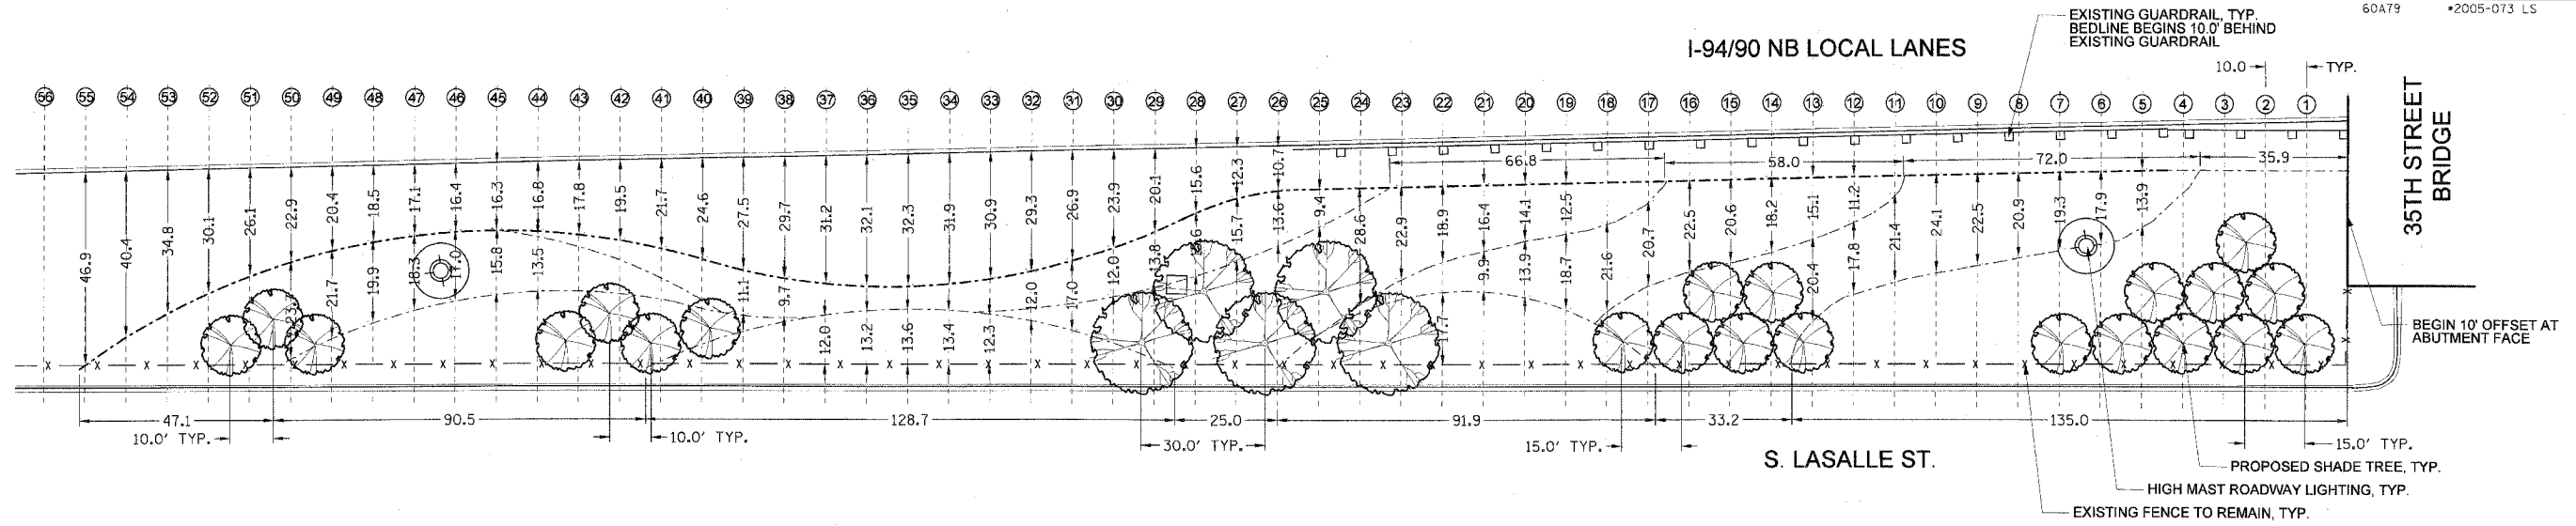 60A79 *2005-073 LS
EXISTING GUARDRAIL, TYP.
BEDLINE BEGINS 10.0' BEHIND
EXISTING GUARDRAIL
I-94/90 NB LOCAL LANES
10.0 TYP.
56 55 54 53 52 51 50 49 48 47 46 45 44 43 42 41 40 39 38 37 36 35 34 33 32 31 30 29 28 27 26 25 24 23 22 21 20 19 18 17 16 15 14 13 12 11 10 9 8 7 6 5 4 3 2 1
35TH STREET
BRIDGE
66.8 58.0 72.0 35.9
46.9 40.4 34.8 30.1 26.1 22.9 20.4 18.5 17.1 16.4 16.3 16.8 17.8 19.5 21.7 24.6 27.5 29.7 31.2 32.1 32.3 31.9 30.9 29.3 26.9 23.9 20.1 15.6 12.3 10.7
15.7 13.6 9.4 28.6 22.9 18.9 16.4 14.1 12.5 20.7 22.5 20.6 18.2 15.1 11.2 21.4 24.1 22.5 20.9 19.3 17.9 13.9
21.7 19.9 18.3 17.0 15.8 13.5 11.1 9.7 12.0 17.0 12.0 13.8 9.9 13.9 18.7 21.6 20.4 17.8
12.0 13.2 13.6 13.4 12.3 17.7
BEGIN 10' OFFSET AT
ABUTMENT FACE
47.1 90.5 128.7 25.0 91.9 33.2 135.0
10.0' TYP. 10.0' TYP. 30.0' TYP. 15.0' TYP. 15.0' TYP.
S. LASALLE ST.
PROPOSED SHADE TREE, TYP.
HIGH MAST ROADWAY LIGHTING, TYP.
EXISTING FENCE TO REMAIN, TYP.